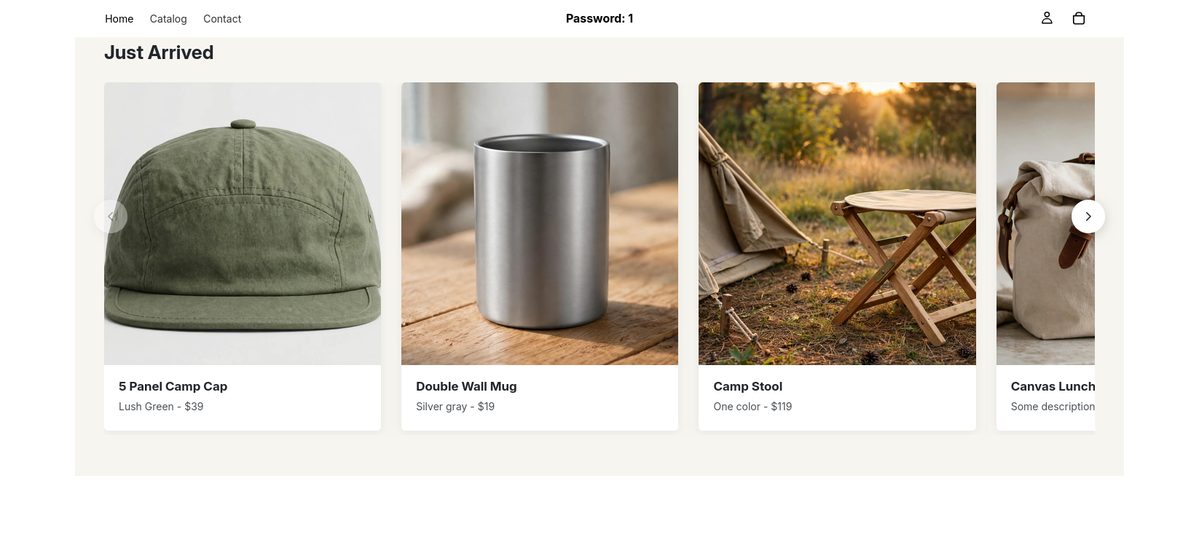 Home Catalog Contact Password: 1
Just Arrived
5 Panel Camp Cap
Lush Green - $39
Double Wall Mug
Silver gray - $19
Camp Stool
One color - $119
Canvas Lunch
Some description